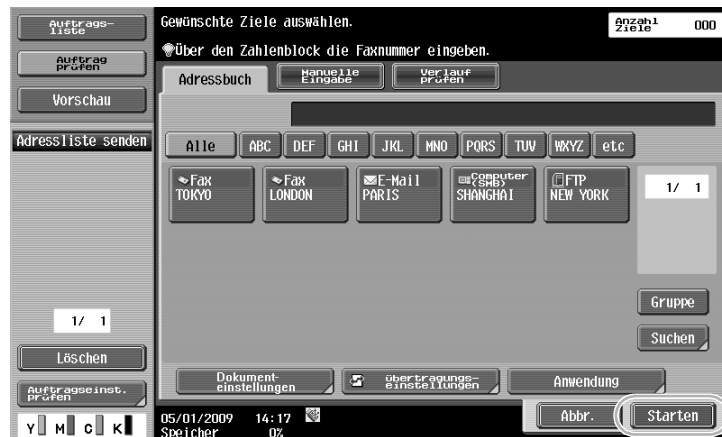 Auftrags-
liste
Auftrag
prüfen
Vorschau
Adressliste senden
1/ 1
Löschen
Auftragseinst.
prüfen
Y M C K
Gewünschte Ziele auswählen.
Anzahl
Ziele 000
Über den Zahlenblock die Faxnummer eingeben.
Adressbuch
Manuelle
Eingabe
Verlauf
prüfen
Alle ABC DEF GHI JKL MNO PQRS TUV WXYZ etc
Fax
TOKYO
Fax
LONDON
E-Mail
PARIS
Computer
(SMB)
SHANGHAI
FTP
NEW YORK
1/ 1
Gruppe
Suchen
Dokument-
einstellungen
übertragungs-
einstellungen
Anwendung
05/01/2009 14:17
Speicher 0%
Abbr.
Starten